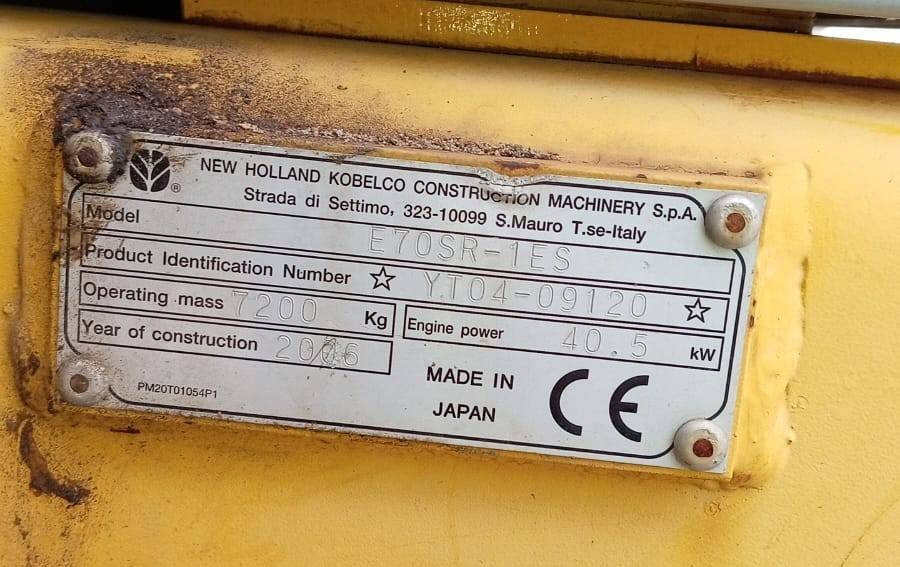 NEW HOLLAND KOBELCO CONSTRUCTION MACHINERY S.p.A.
Strada di Settimo, 323-10099 S.Mauro T.se-Italy
Model E70SR-1ES
Product Identification Number ☆ YT04-09120 ☆
Operating mass 7200 Kg
Engine power 40.5 kW
Year of construction
MADE IN
JAPAN
CE
PM20T01054P1
®